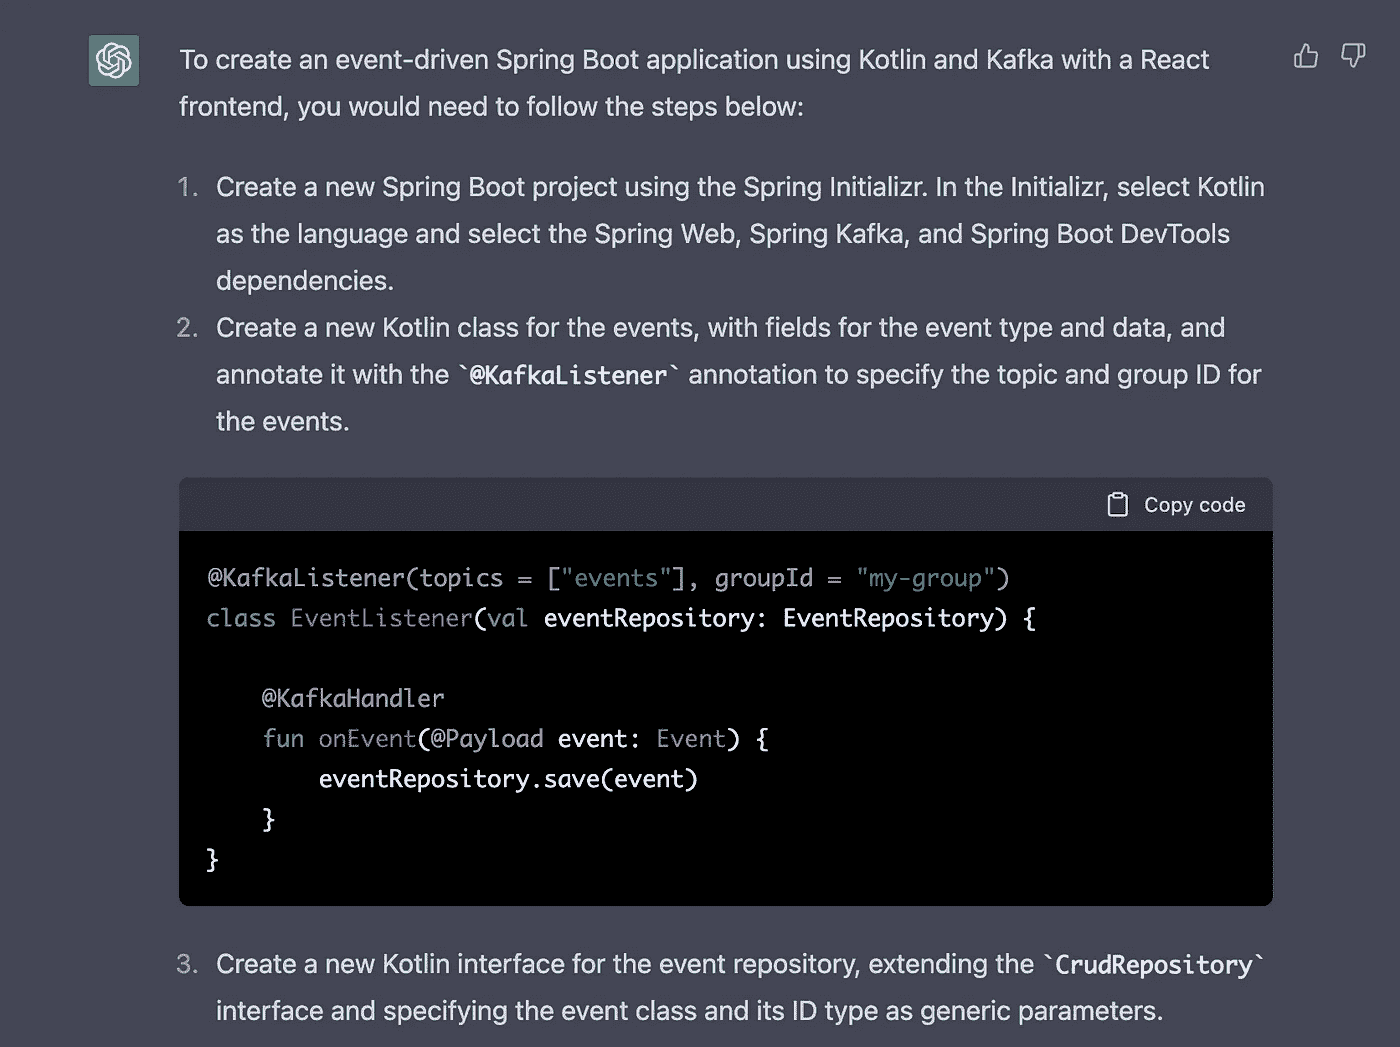 To create an event-driven Spring Boot application using Kotlin and Kafka with a React
frontend, you would need to follow the steps below:
1. Create a new Spring Boot project using the Spring Initializr. In the Initializr, select Kotlin
as the language and select the Spring Web, Spring Kafka, and Spring Boot DevTools
dependencies.
2. Create a new Kotlin class for the events, with fields for the event type and data, and
annotate it with the `@KafkaListener` annotation to specify the topic and group ID for
the events.
Copy code
@KafkaListener(topics = ["events"], groupId = "my-group")
class EventListener(val eventRepository: EventRepository) {
    @KafkaHandler
    fun onEvent(@Payload event: Event) {
        eventRepository.save(event)
    }
}
3. Create a new Kotlin interface for the event repository, extending the `CrudRepository`
interface and specifying the event class and its ID type as generic parameters.